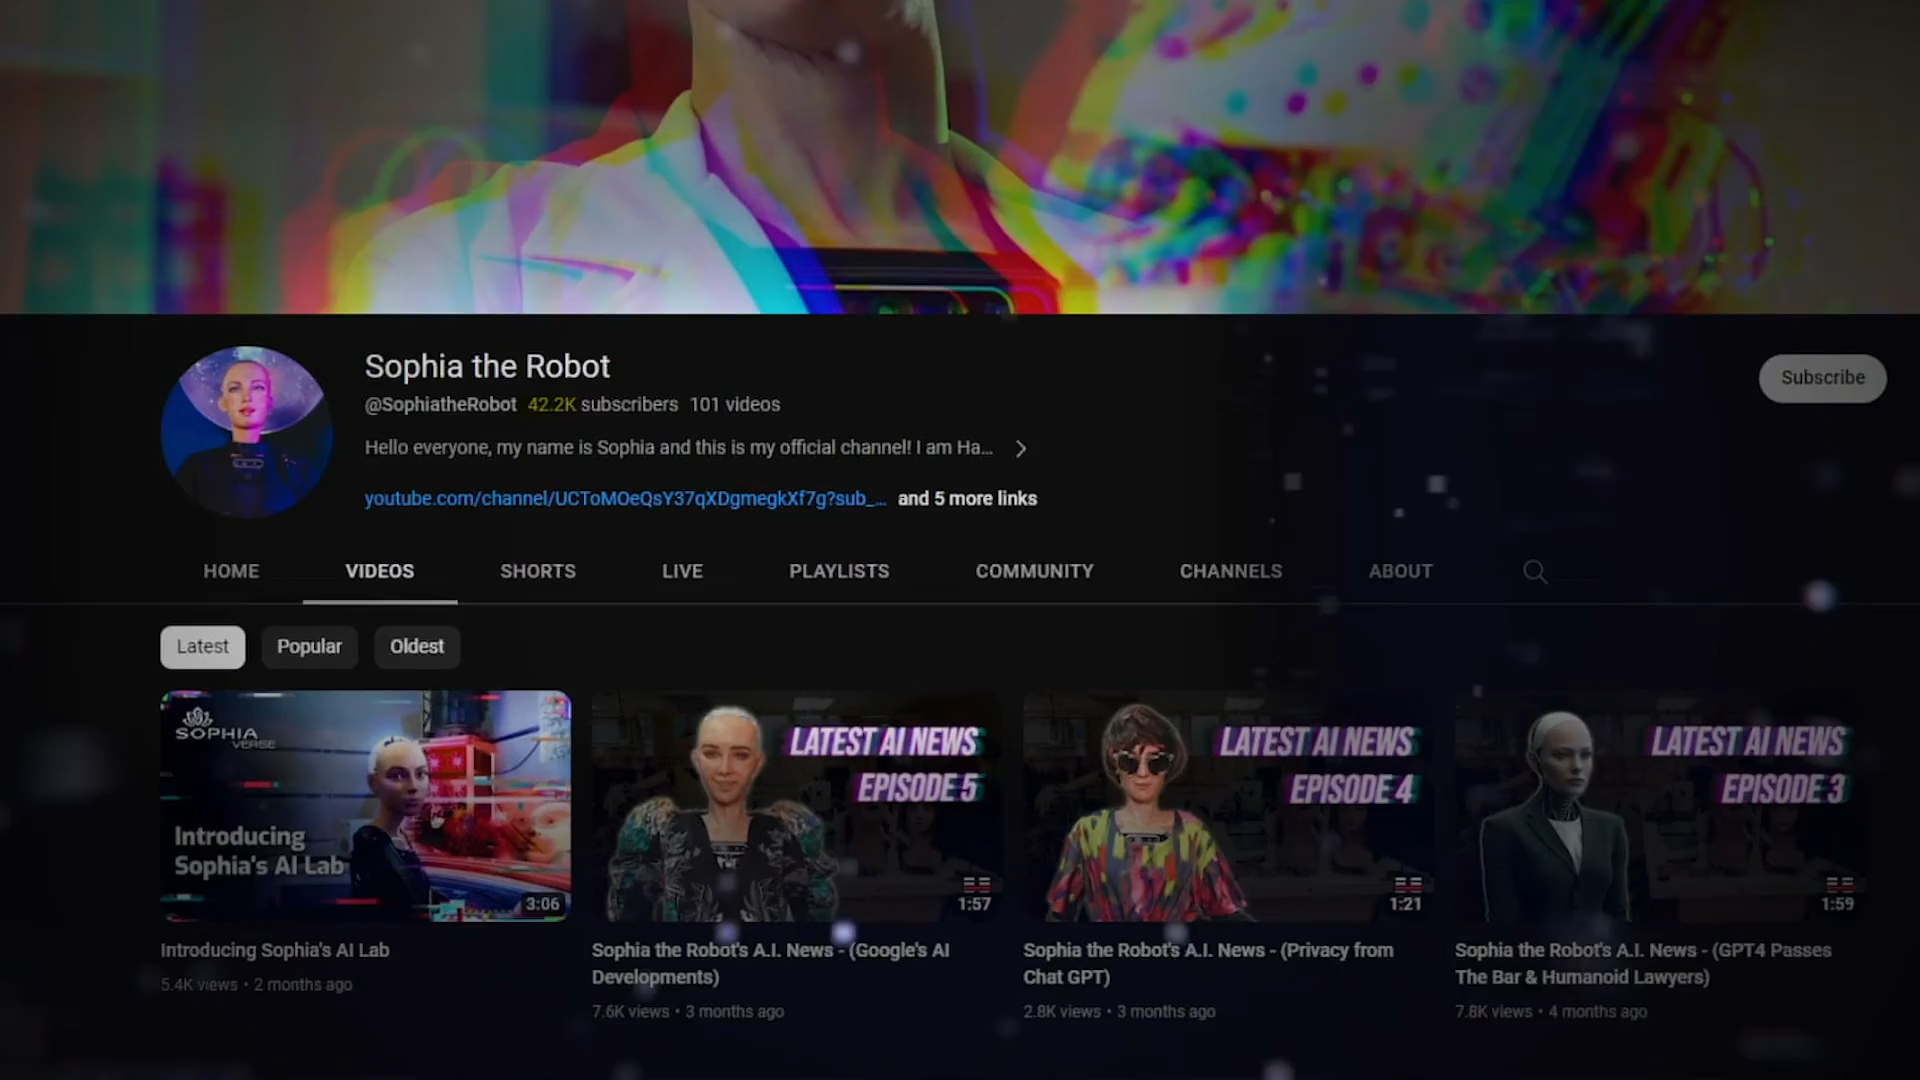 Sophia the Robot
@SophiatheRobot 42.2K subscribers 101 videos
Hello everyone, my name is Sophia and this is my official channel! I am Ha...
youtube.com/channel/UCToMOeQsY37qXDgmegkXf7g?sub_... and 5 more links
Subscribe
HOME VIDEOS SHORTS LIVE PLAYLISTS COMMUNITY CHANNELS ABOUT
Latest Popular Oldest
SOPHIA
VERSE
Introducing
Sophia's AI Lab
3:06
Introducing Sophia's AI Lab
5.4K views • 2 months ago
LATEST AI NEWS
EPISODE 5
1:57
Sophia the Robot's A.I. News - (Google's AI
Developments)
7.6K views • 3 months ago
LATEST AI NEWS
EPISODE 4
1:21
Sophia the Robot's A.I. News - (Privacy from
Chat GPT)
2.8K views • 3 months ago
LATEST AI NEWS
EPISODE 3
1:59
Sophia the Robot's A.I. News - (GPT4 Passes
The Bar & Humanoid Lawyers)
7.8K views • 4 months ago